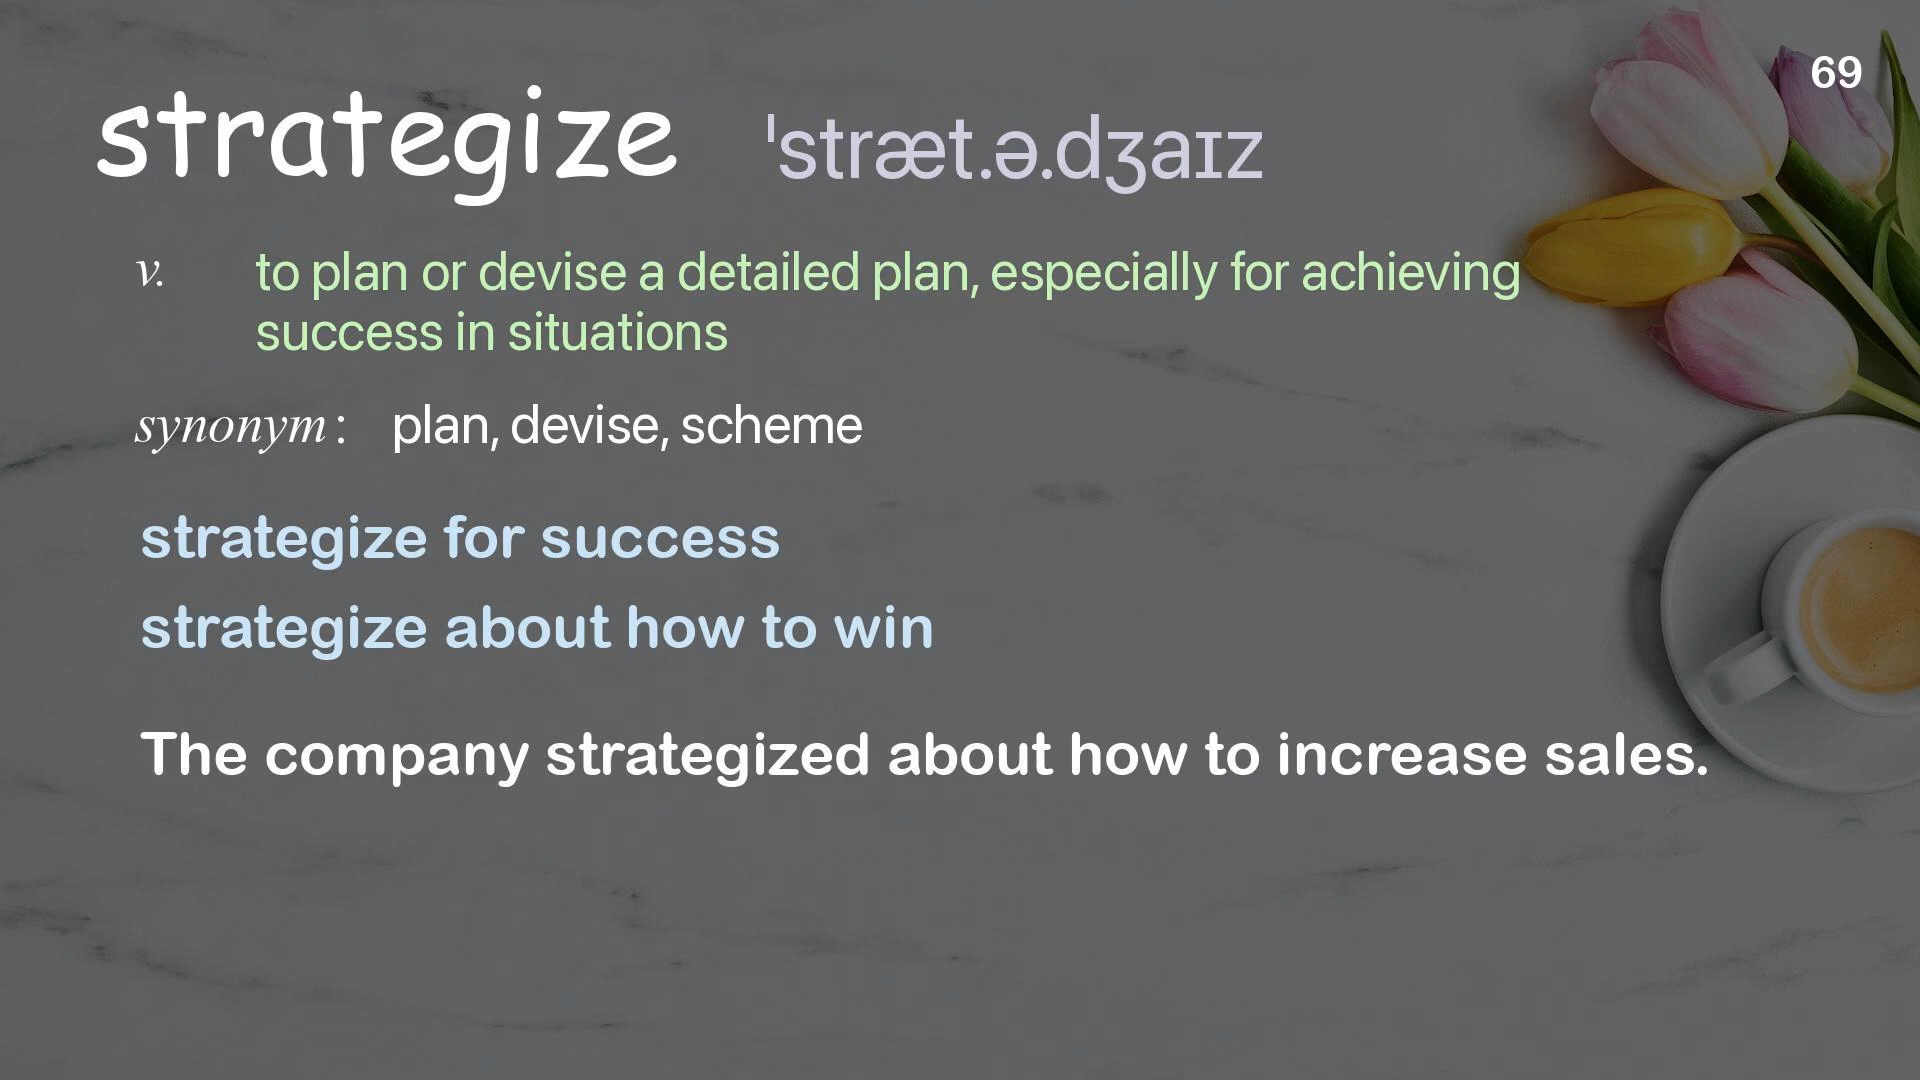 69
strategize ˈstræt.ə.dʒaɪz
v. to plan or devise a detailed plan, especially for achieving
success in situations
synonym : plan, devise, scheme
strategize for success
strategize about how to win
The company strategized about how to increase sales.